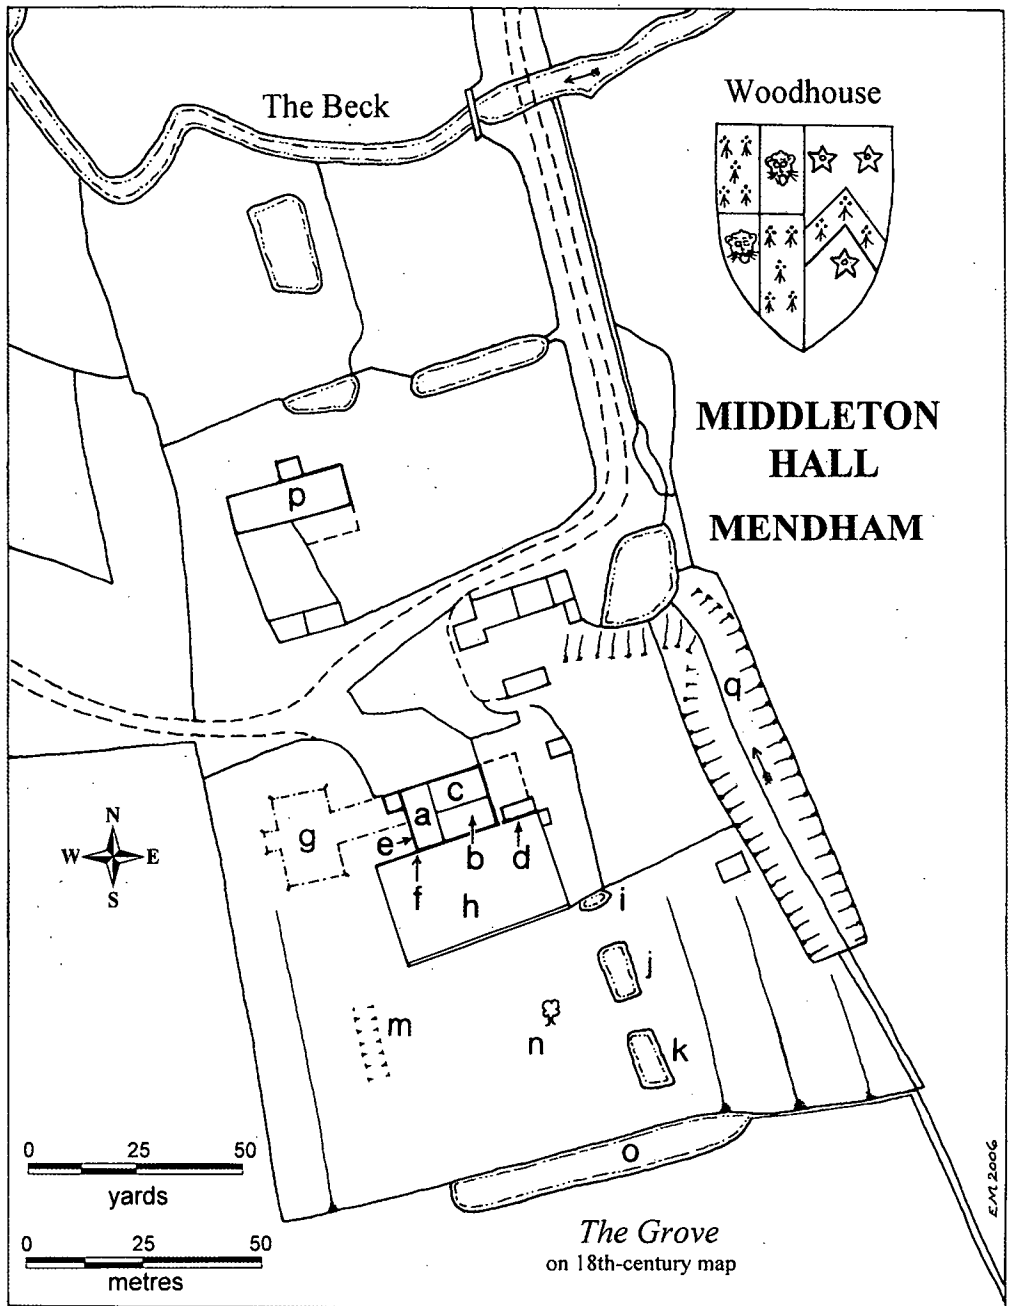 The Beck
Woodhouse
MIDDLETON
HALL
MENDHAM
p
q
N
W E
S
g
a
c
e
b
d
f
h
i
j
m
n
k
o
0 25 50
yards
0 25 50
metres
The Grove
on 18th-century map
EM 2006